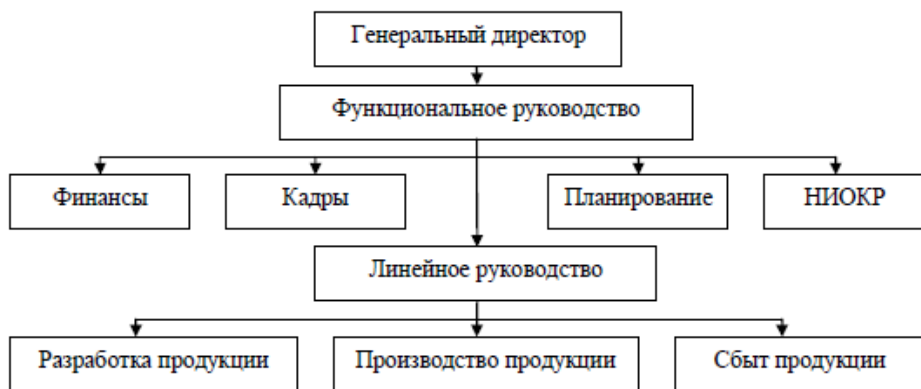 Генеральный директор
Функциональное руководство
Финансы
Кадры
Планирование
НИОКР
Линейное руководство
Разработка продукции
Производство продукции
Сбыт продукции